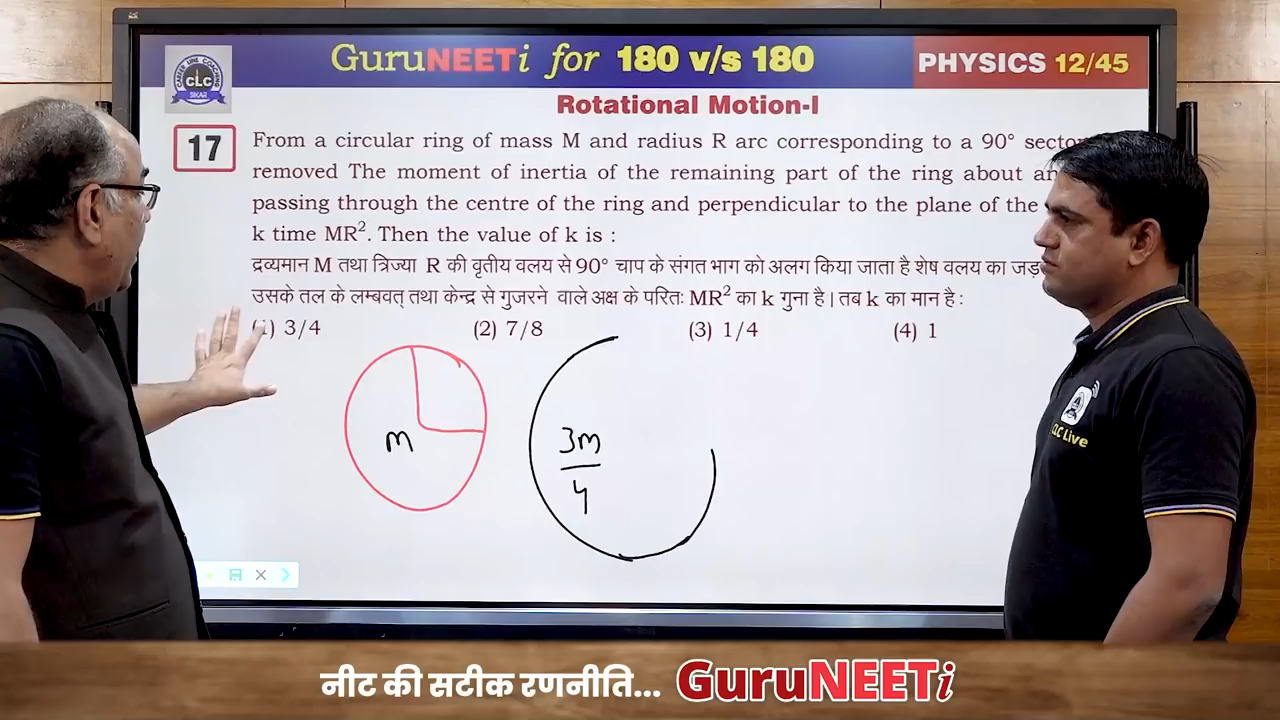 GuruNEETi for 180 v/s 180
PHYSICS 12/45
CAREER LINE COACHING
CLC
SIKAR
Rotational Motion-I
17
From a circular ring of mass M and radius R arc corresponding to a 90° sector
removed The moment of inertia of the remaining part of the ring about
passing through the centre of the ring and perpendicular to the plane of the
k time MR². Then the value of k is :
द्रव्यमान M तथा त्रिज्या R की वृतीय वलय से 90° चाप के संगत भाग को अलग किया जाता है शेष वलय का
उसके तल के लम्बवत् तथा केन्द्र से गुजरने वाले अक्ष के परितः MR² का k गुना है। तब k का मान है :
(1) 3/4 (2) 7/8 (3) 1/4 (4) 1
m
3m
4
CLC Live
नीट की सटीक रणनीति... GuruNEETi